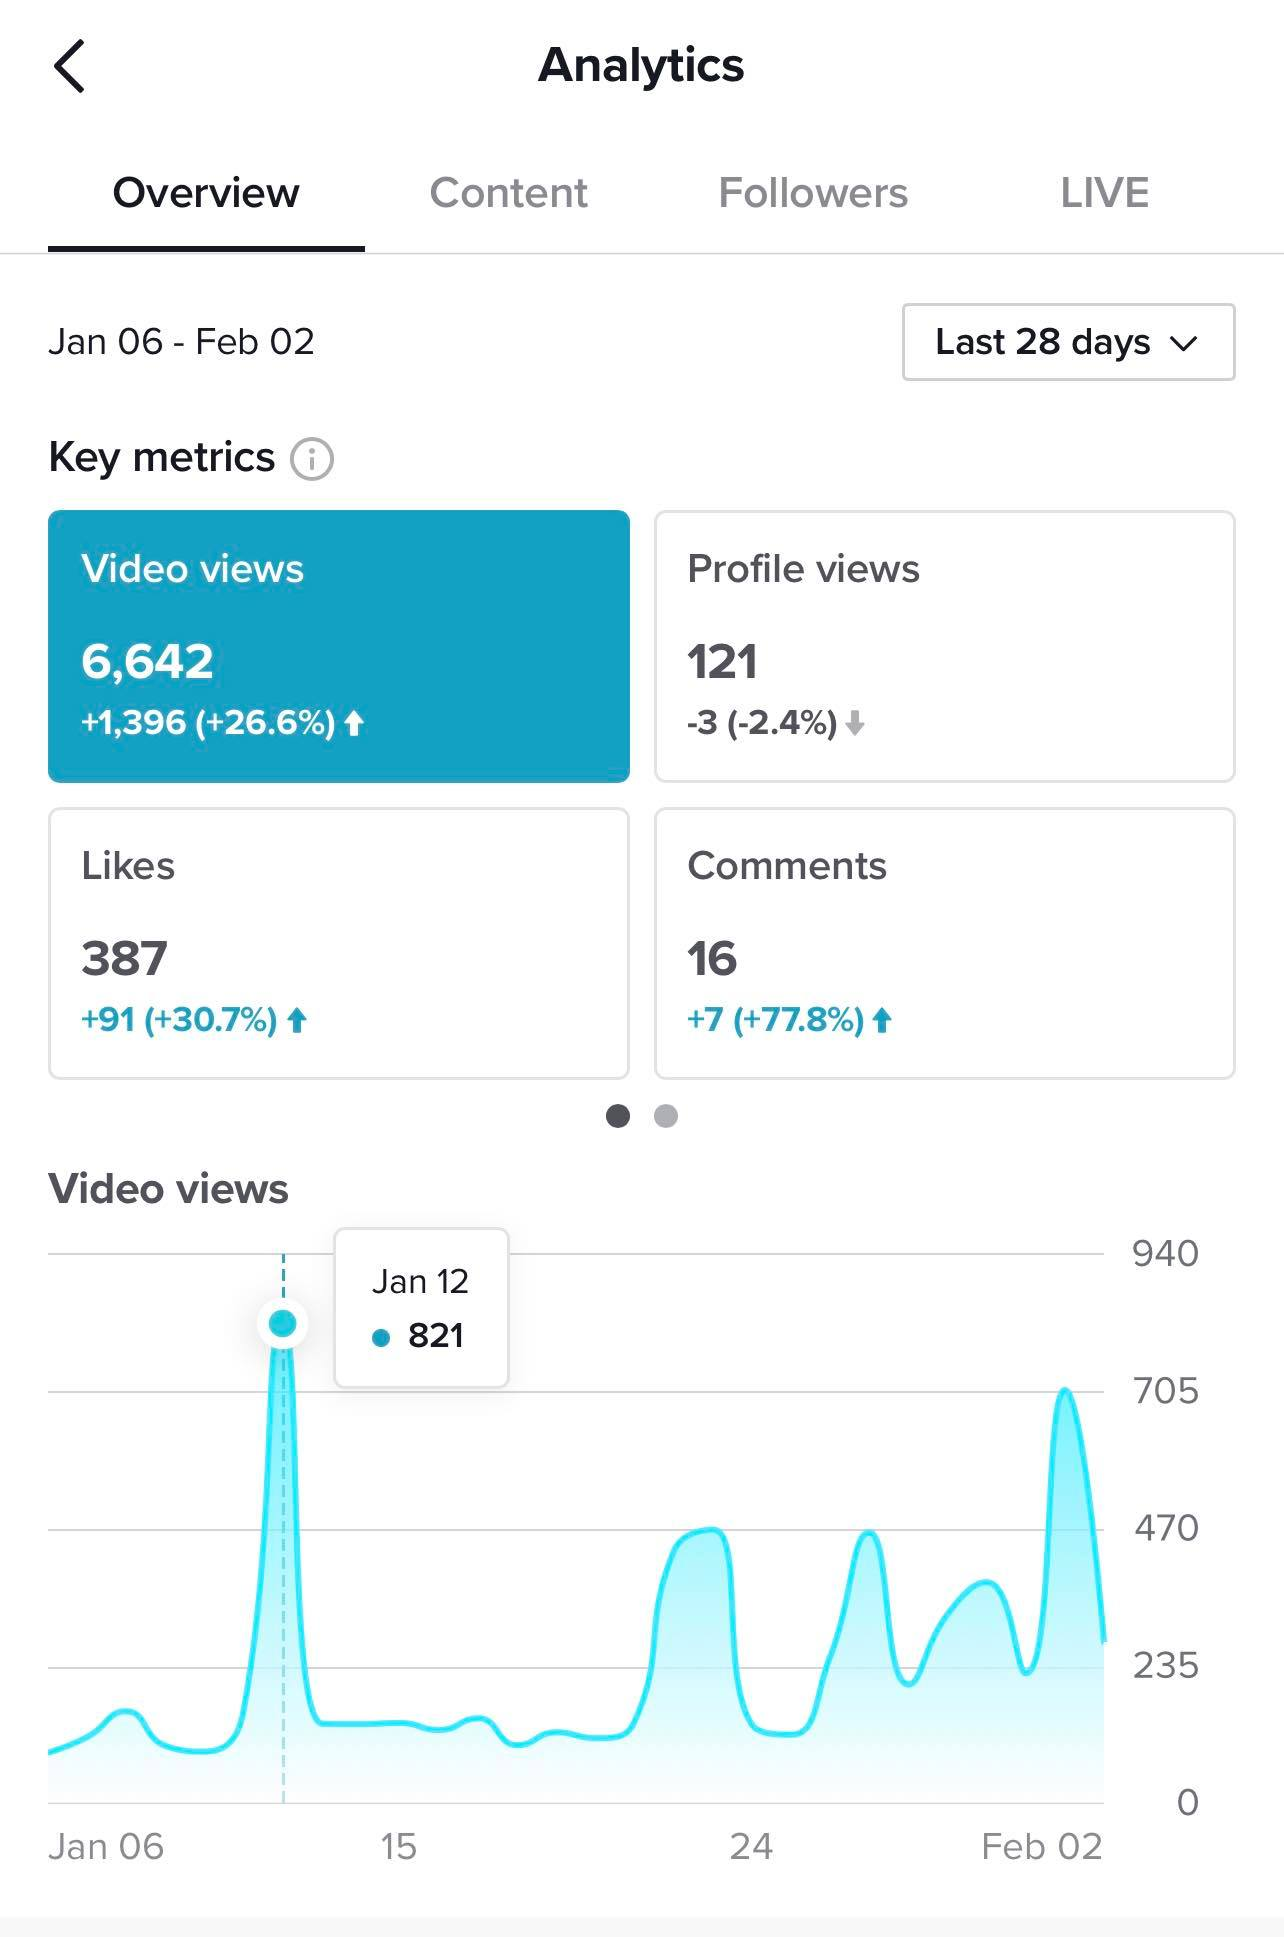 Analytics
Overview Content Followers LIVE
Jan 06 - Feb 02 Last 28 days
Key metrics
Video views
6,642
+1,396 (+26.6%)
Profile views
121
-3 (-2.4%)
Likes
387
+91 (+30.7%)
Comments
16
+7 (+77.8%)
Video views
Jan 12
821
940
705
470
235
0
Jan 06 15 24 Feb 02